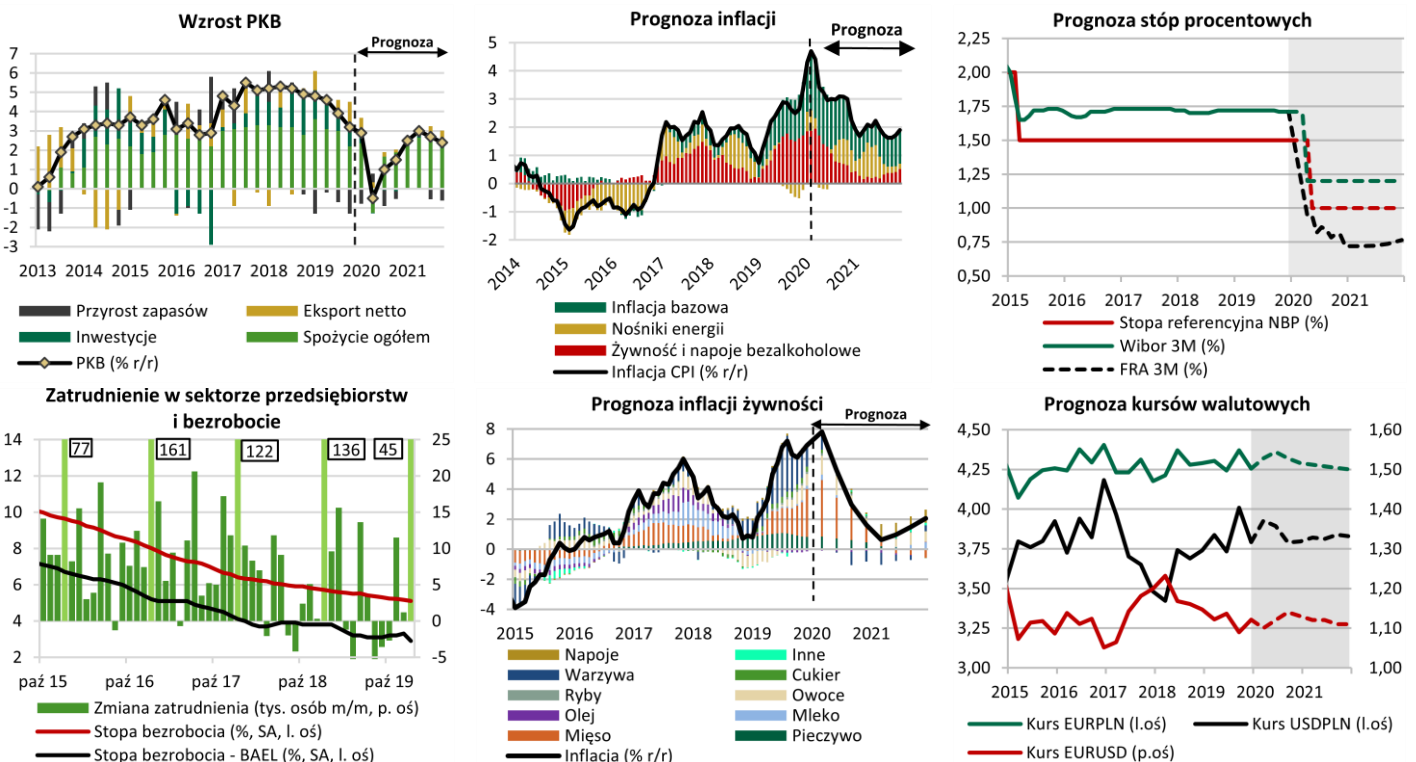 Wzrost PKB
Prognoza
7
6
5
4
3
2
1
0
-1
-2
-3
2013 2014 2015 2016 2017 2018 2019 2020 2021
Przyrost zapasów
Eksport netto
Inwestycje
Spożycie ogółem
PKB (% r/r)
Prognoza inflacji
Prognoza
5
4
3
2
1
0
-1
-2
2014 2015 2016 2017 2018 2019 2020 2021
Inflacja bazowa
Nośniki energii
Żywność i napoje bezalkoholowe
Inflacja CPI (% r/r)
Prognoza stóp procentowych
2,25
2,00
1,75
1,50
1,25
1,00
0,75
0,50
2015 2016 2017 2018 2019 2020 2021
Stopa referencyjna NBP (%)
Wibor 3M (%)
FRA 3M (%)
Zatrudnienie w sektorze przedsiębiorstw
i bezrobocie
14
12
10
8
6
4
2
77 161 122 136 45
25
20
15
10
5
0
-5
paź 15 paź 16 paź 17 paź 18 paź 19
Zmiana zatrudnienia (tys. osób m/m, p. oś)
Stopa bezrobocia (%, SA, l. oś)
Stopa bezrobocia - BAEL (%, SA, l. oś)
Prognoza inflacji żywności
Prognoza
8
6
4
2
0
-2
-4
2015 2016 2017 2018 2019 2020 2021
Napoje
Inne
Warzywa
Cukier
Ryby
Owoce
Olej
Mleko
Mięso
Pieczywo
Inflacja (% r/r)
Prognoza kursów walutowych
4,50
4,25
4,00
3,75
3,50
3,25
3,00
1,60
1,50
1,40
1,30
1,20
1,10
1,00
2015 2016 2017 2018 2019 2020 2021
Kurs EURPLN (l.oś)
Kurs USDPLN (l.oś)
Kurs EURUSD (p.oś)